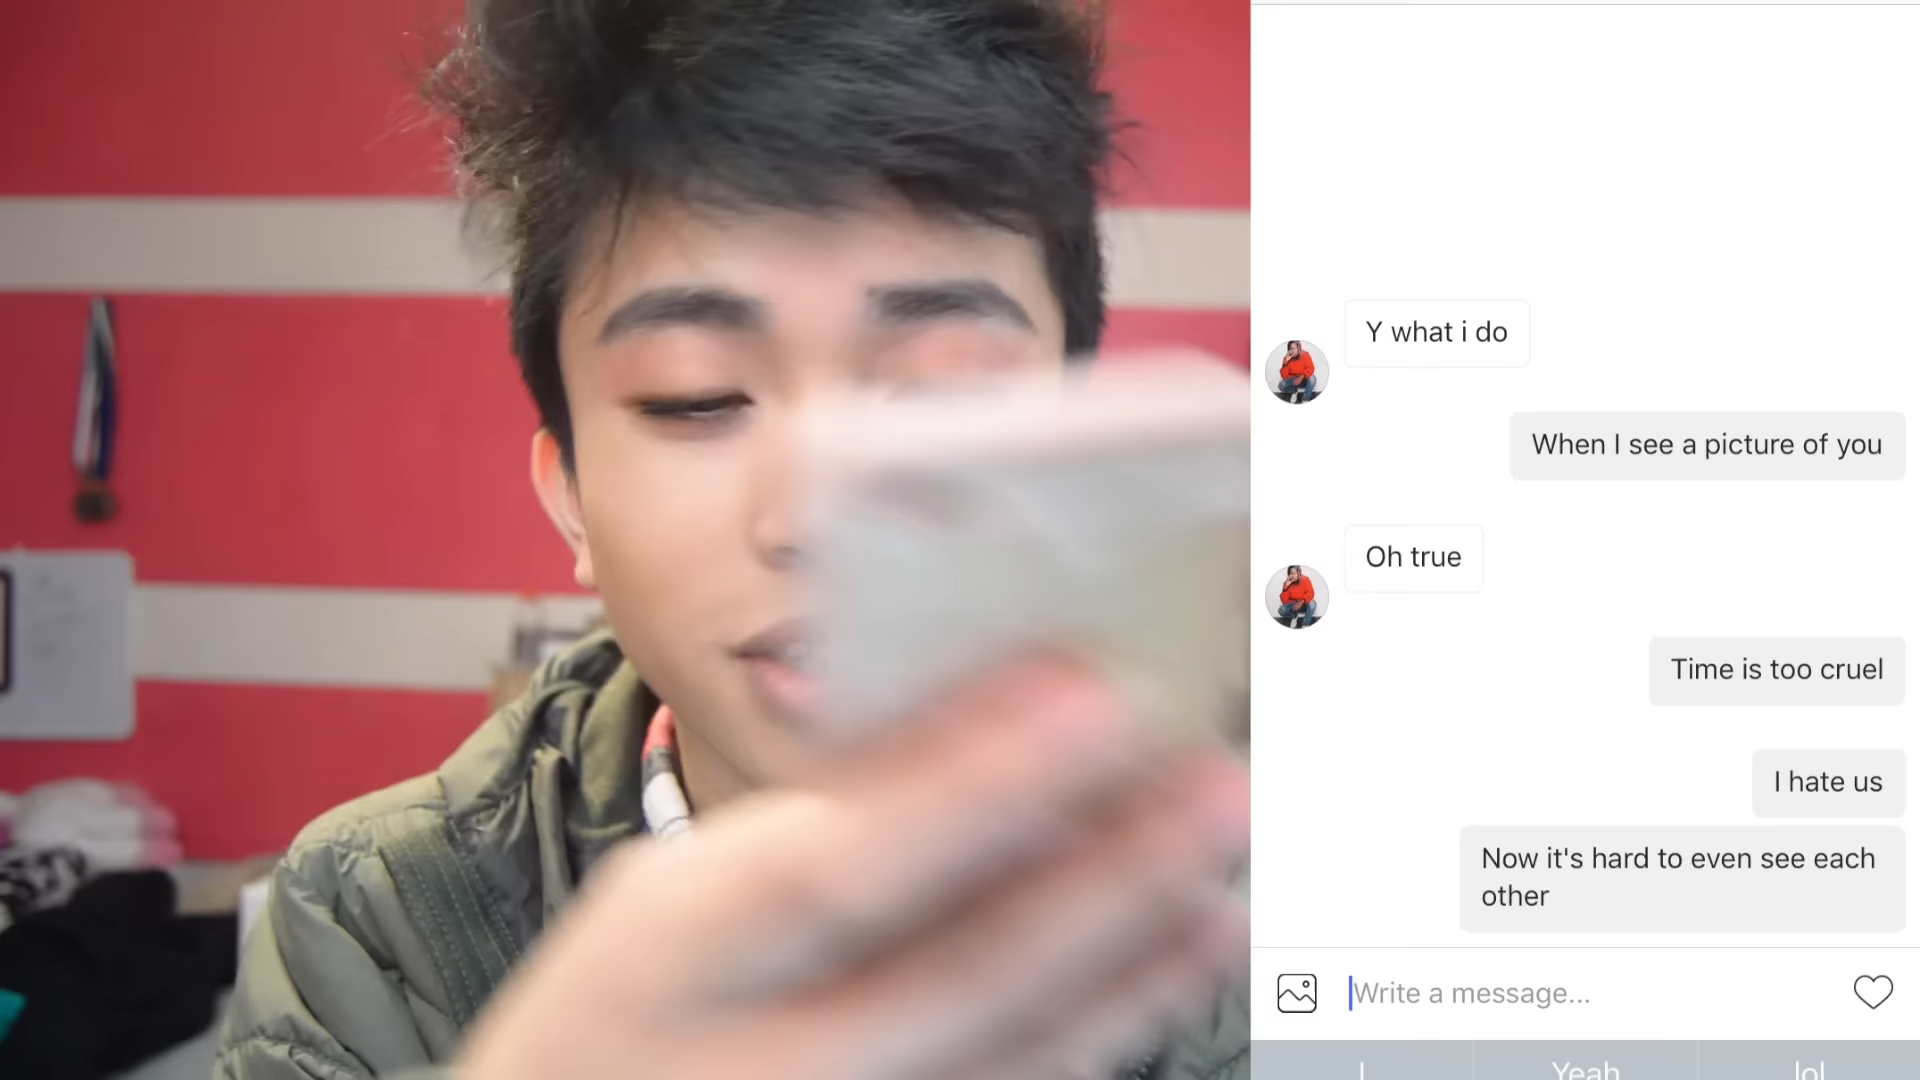 Y what i do
When I see a picture of you
Oh true
Time is too cruel
I hate us
Now it's hard to even see each
other
Write a message...
I
Yeah
lol